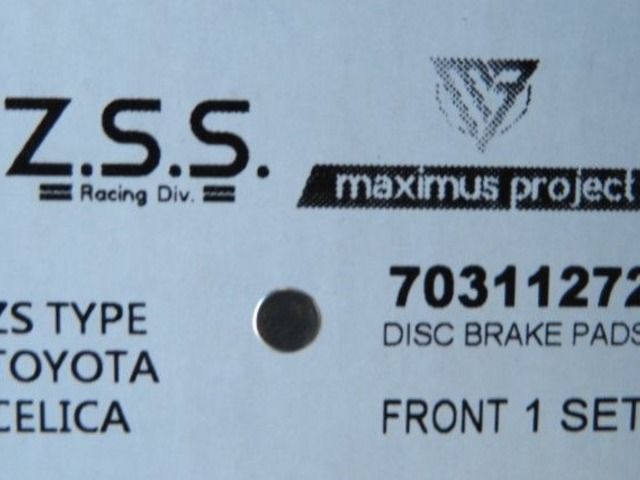 Z.S.S.
Racing Div.
maximus project
70311272
DISC BRAKE PADS
ZS TYPE
TOYOTA
CELICA
FRONT 1 SET